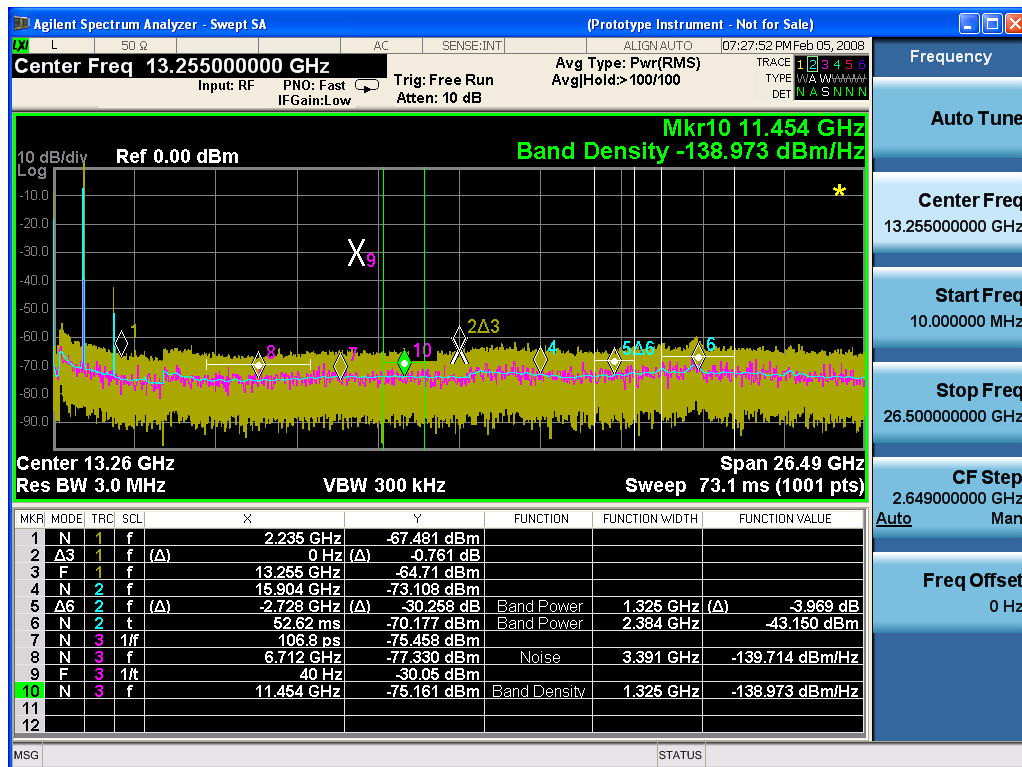 Agilent Spectrum Analyzer - Swept SA (Prototype Instrument - Not for Sale)
LXI L 50 Ω AC SENSE:INT ALIGN AUTO 07:27:52 PM Feb 05, 2008
Center Freq 13.255000000 GHz
Input: RF PNO: Fast
IFGain:Low
Trig: Free Run
Atten: 10 dB
Avg Type: Pwr(RMS)
Avg|Hold:> 100/100
TRACE 1 2 3 4 5 6
TYPE W A W W W W
DET N A S N N N
Mkr10 11.454 GHz
Band Density -138.973 dBm/Hz
10 dB/div Ref 0.00 dBm
Log
-10.0
-20.0
-30.0
-40.0
-50.0
-60.0
-70.0
-80.0
-90.0
X9
*
1 8 7 10 2Δ3 4 5Δ6 6
Center 13.26 GHz Span 26.49 GHz
Res BW 3.0 MHz VBW 300 kHz Sweep 73.1 ms (1001 pts)
MKR MODE TRC SCL X Y FUNCTION FUNCTION WIDTH FUNCTION VALUE
1 N 1 f 2.235 GHz -67.481 dBm
2 Δ3 1 f (Δ) 0 Hz (Δ) -0.761 dB
3 F 1 f 13.255 GHz -64.71 dBm
4 N 2 f 15.904 GHz -73.108 dBm
5 Δ6 2 f (Δ) -2.728 GHz (Δ) -30.258 dB Band Power 1.325 GHz (Δ) -3.969 dB
6 N 2 t 52.62 ms -70.177 dBm Band Power 2.384 GHz -43.150 dBm
7 N 3 1/f 106.8 ps -75.458 dBm
8 N 3 f 6.712 GHz -77.330 dBm Noise 3.391 GHz -139.714 dBm/Hz
9 F 3 1/t 40 Hz -30.05 dBm
10 N 3 f 11.454 GHz -75.161 dBm Band Density 1.325 GHz -138.973 dBm/Hz
11
12
MSG STATUS
Frequency
Auto Tune
Center Freq
13.255000000 GHz
Start Freq
10.000000 MHz
Stop Freq
26.500000000 GHz
CF Step
2.649000000 GHz
Auto Man
Freq Offset
0 Hz